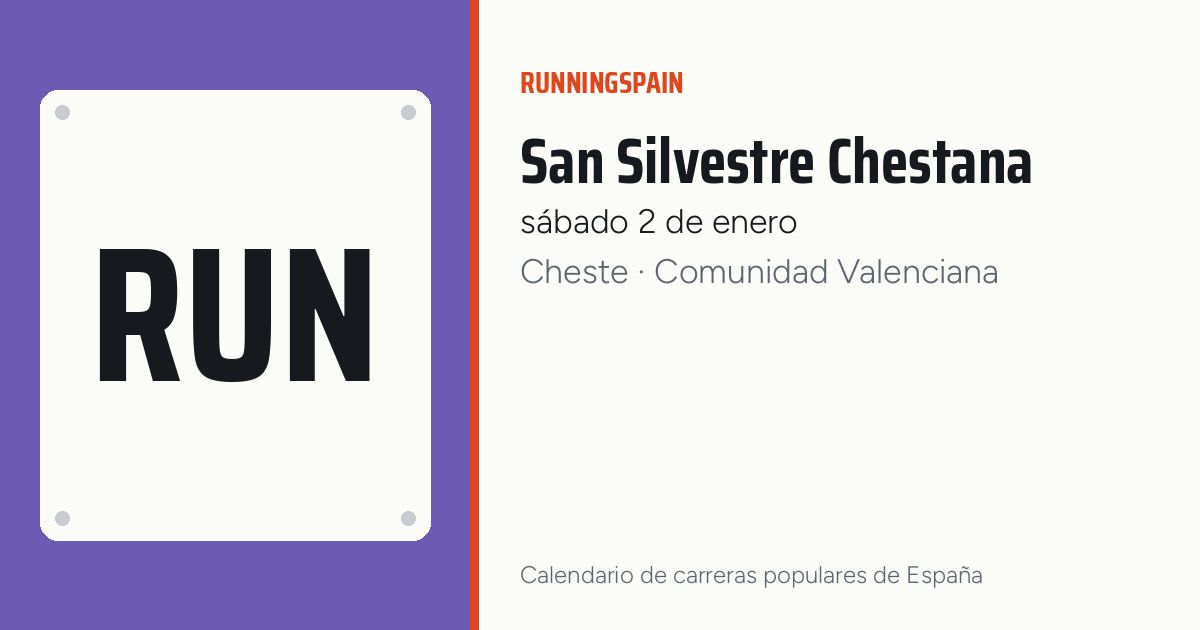 RUN
RUNNINGSPAIN
San Silvestre Chestana
sábado 2 de enero
Cheste · Comunidad Valenciana
Calendario de carreras populares de España